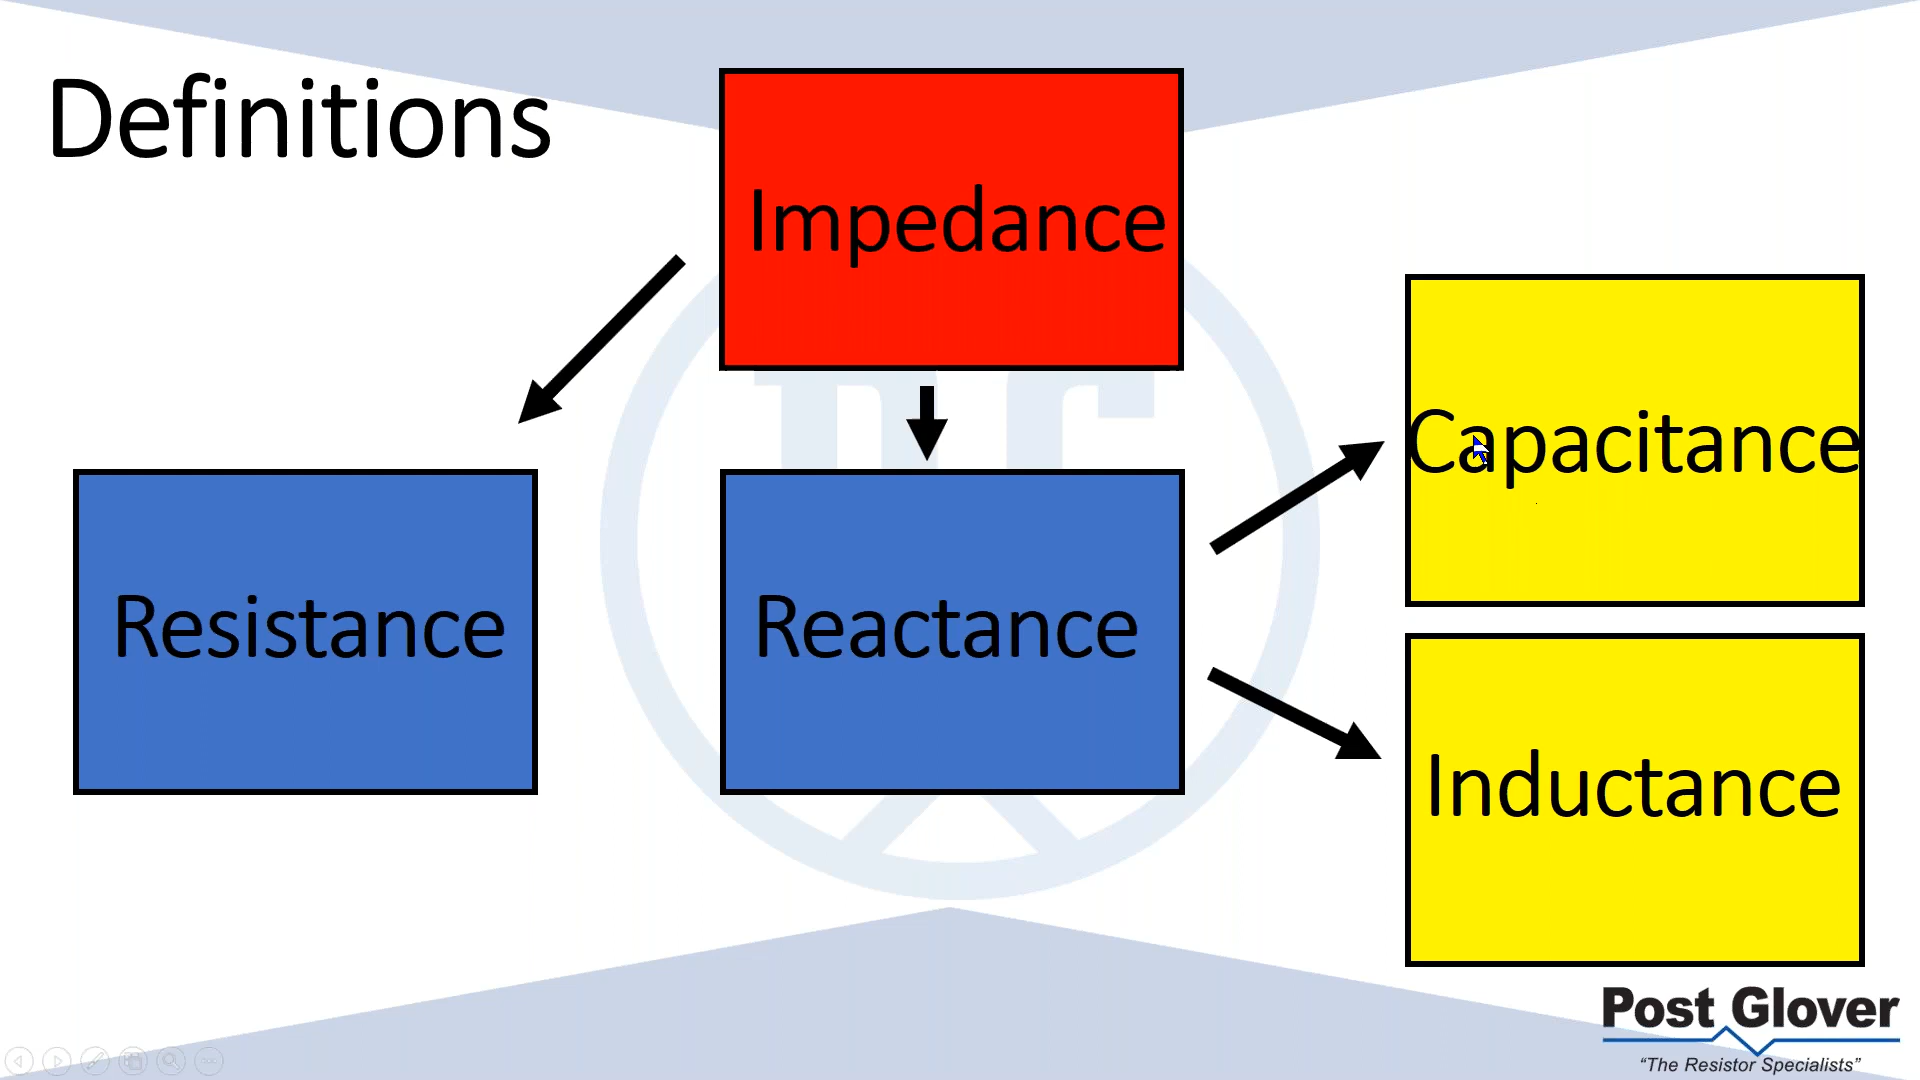 Definitions
Impedance
Resistance
Reactance
Capacitance
Inductance
Post Glover
“The Resistor Specialists”